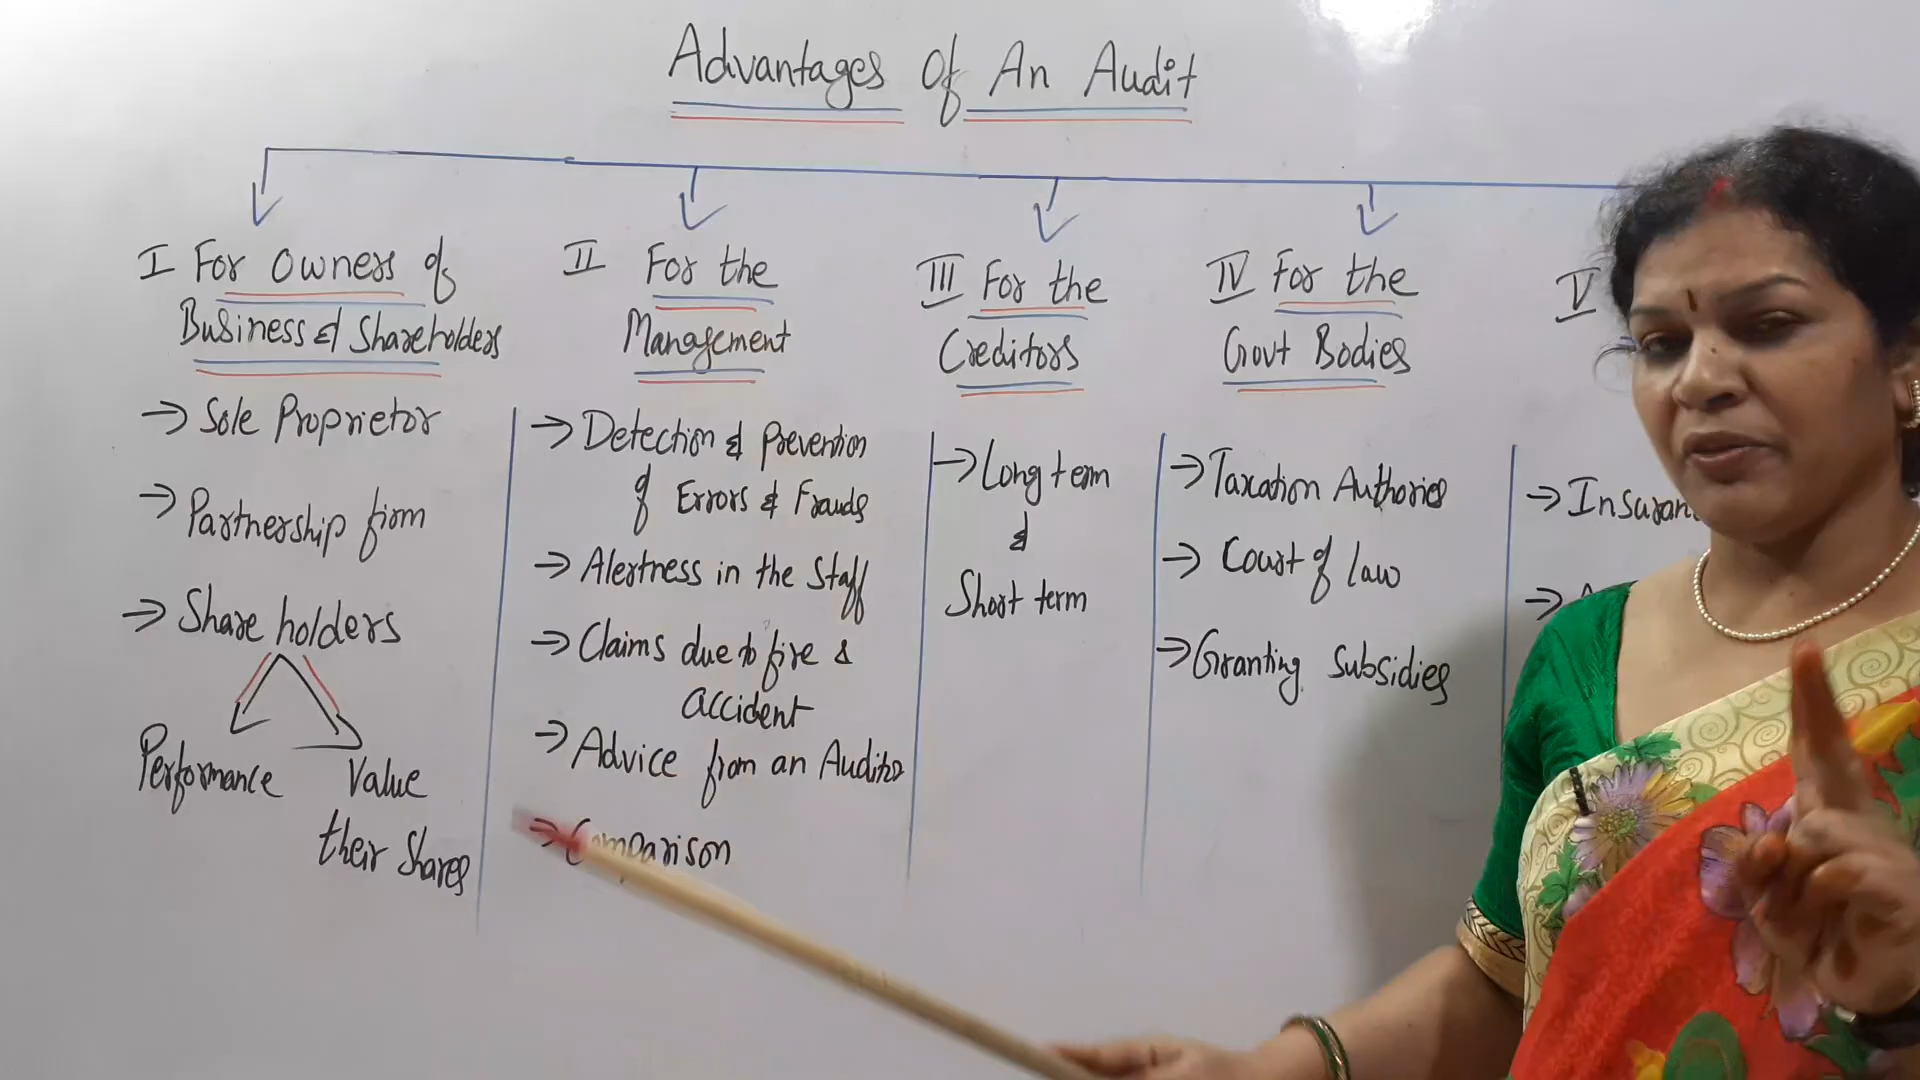 Advantages Of An Audit
I For Owners of
Business & Shareholders
→ Sole Proprietor
→ Partnership firm
→ Share holders
Performance
Value
their Shares
II For the
Management
→ Detection & Prevention
of Errors & Frauds
→ Alertness in the Staff
→ Claims due to fire &
accident
→ Advice from an Auditor
→ Comparison
III For the
Creditors
→ Long term
&
Short term
IV For the
Govt Bodies
→ Taxation Authories
→ Court of law
→ Granting Subsidies
V
→ Insuran
→